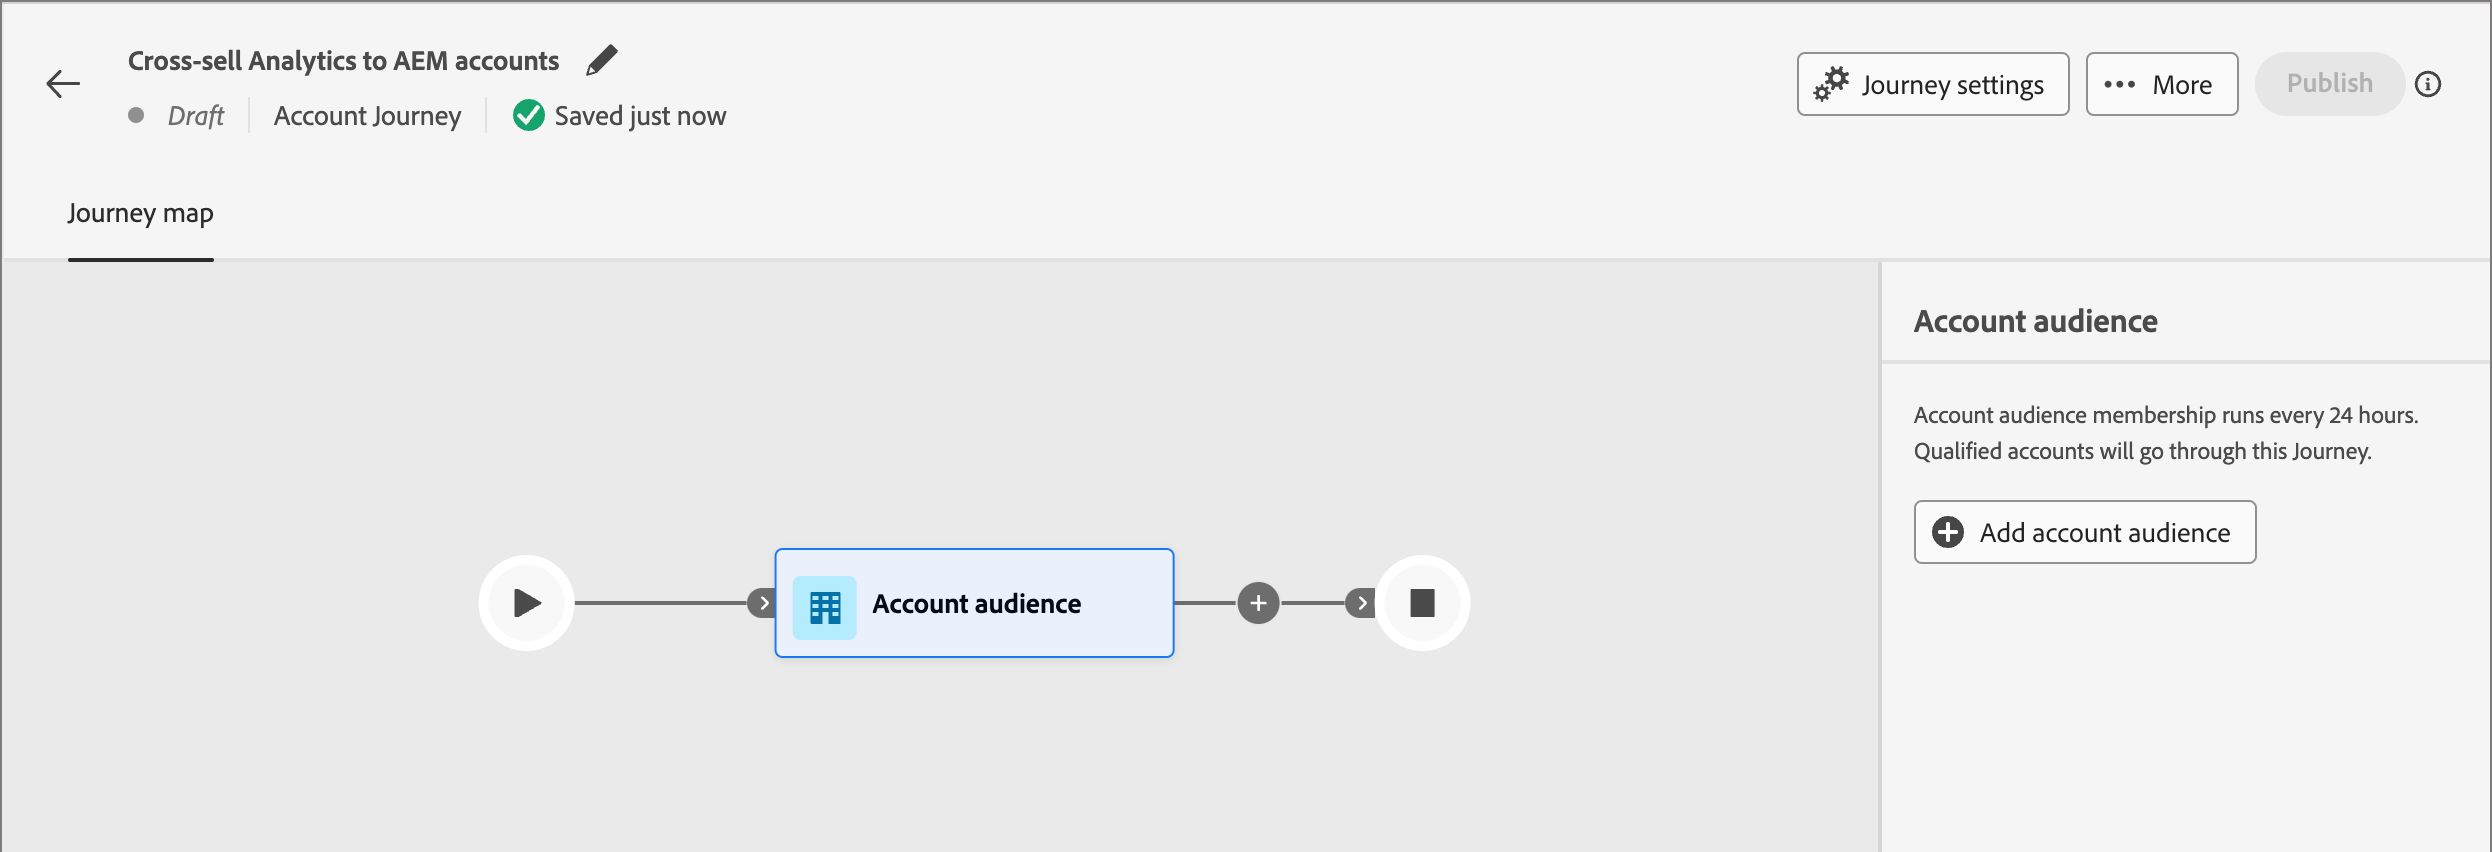 Cross-sell Analytics to AEM accounts
Draft
Account Journey
Saved just now
Journey settings
More
Publish
Journey map
Account audience
Account audience membership runs every 24 hours.
Qualified accounts will go through this Journey.
Add account audience
Account audience